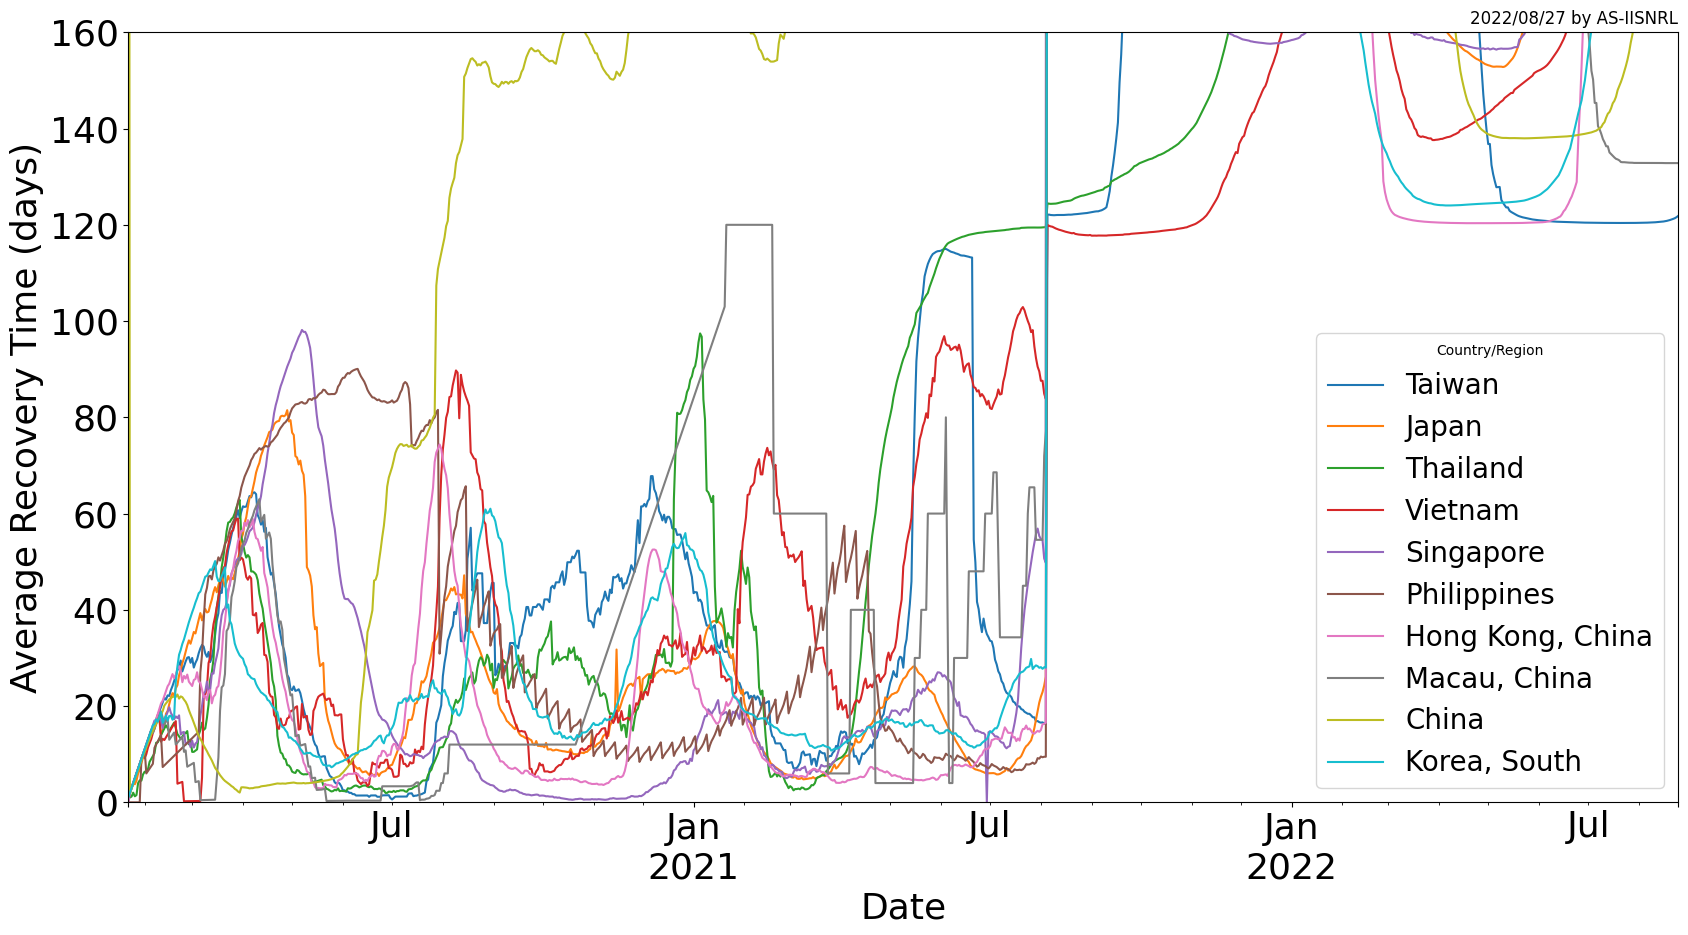 2022/08/27 by AS-IISNRL
160
140
120
100
80
60
40
20
0
Average Recovery Time (days)
Jul
Jan
2021
Jul
Jan
2022
Jul
Date
Country/Region
Taiwan
Japan
Thailand
Vietnam
Singapore
Philippines
Hong Kong, China
Macau, China
China
Korea, South